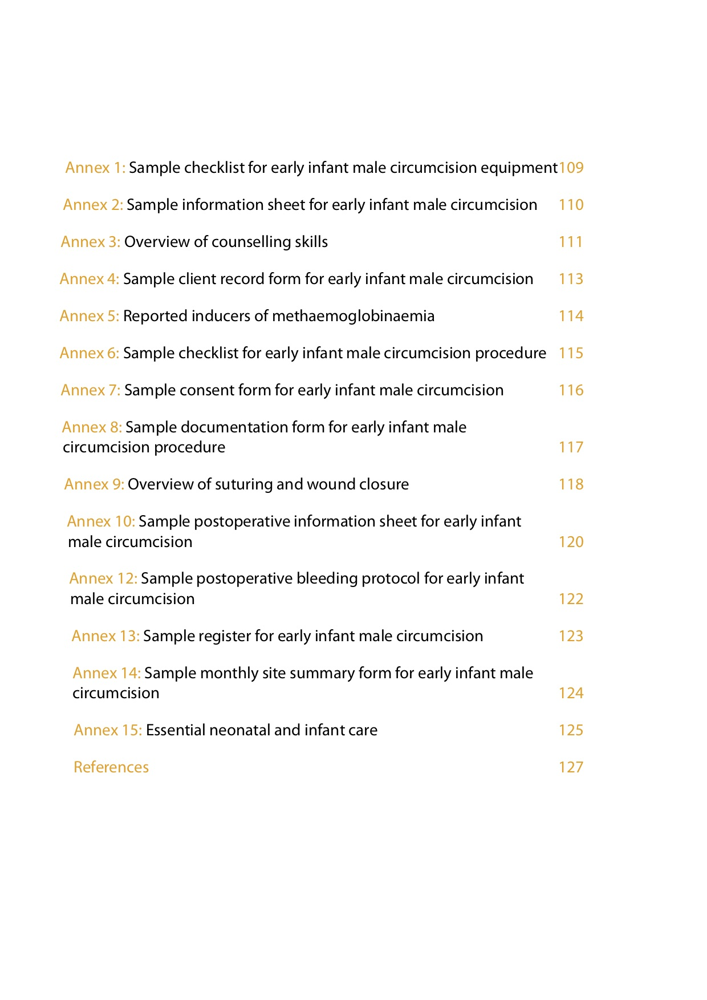 Annex 1: Sample checklist for early infant male circumcision equipment109
Annex 2: Sample information sheet for early infant male circumcision 110
Annex 3: Overview of counselling skills 111
Annex 4: Sample client record form for early infant male circumcision 113
Annex 5: Reported inducers of methaemoglobinaemia 114
Annex 6: Sample checklist for early infant male circumcision procedure 115
Annex 7: Sample consent form for early infant male circumcision 116
Annex 8: Sample documentation form for early infant male
circumcision procedure 117
Annex 9: Overview of suturing and wound closure 118
Annex 10: Sample postoperative information sheet for early infant
male circumcision 120
Annex 12: Sample postoperative bleeding protocol for early infant
male circumcision 122
Annex 13: Sample register for early infant male circumcision 123
Annex 14: Sample monthly site summary form for early infant male
circumcision 124
Annex 15: Essential neonatal and infant care 125
References 127